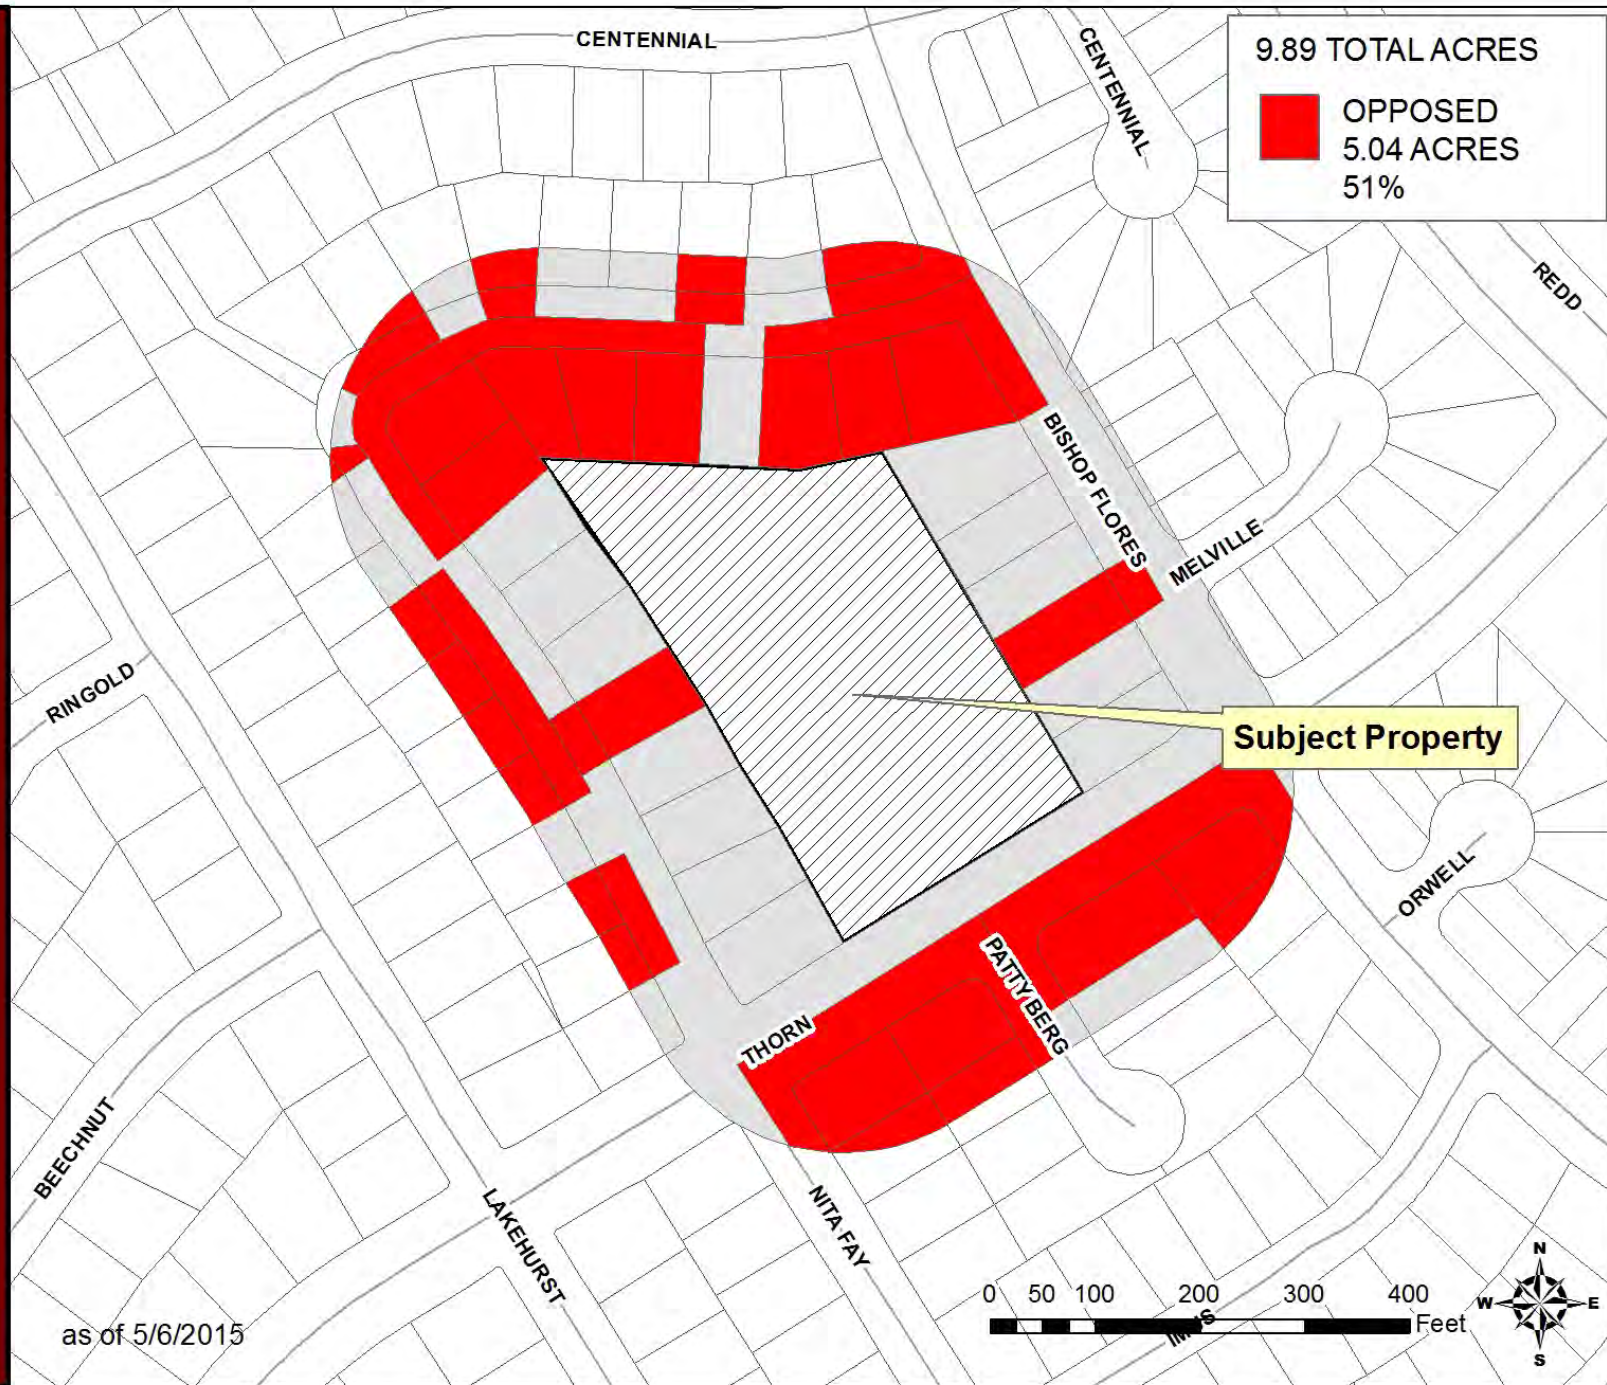 CENTENNIAL
CENTENNIAL
9.89 TOTAL ACRES
OPPOSED
5.04 ACRES
51%
REDD
BISHOP FLORES
MELVILLE
RINGOLD
Subject Property
ORWELL
PATTY BERG
THORN
BEECHNUT
LAKEHURST
NITA FAY
N
W
E
S
0 50 100 200 300 400
Feet
as of 5/6/2015